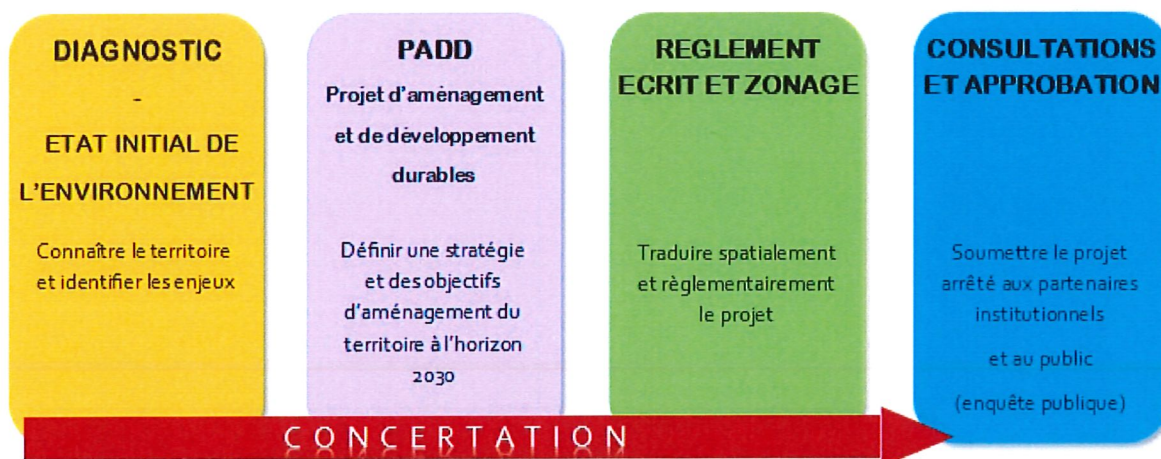 DIAGNOSTIC
-
ETAT INITIAL DE
L'ENVIRONNEMENT
Connaître le territoire
et identifier les enjeux
PADD
Projet d'aménagement
et de développement
durables
Définir une stratégie
et des objectifs
d'aménagement du
territoire à l'horizon
2030
REGLEMENT
ECRIT ET ZONAGE
Traduire spatialement
et règlementairement
le projet
CONSULTATIONS
ET APPROBATION
Soumettre le projet
arrêté aux partenaires
institutionnels
et au public
(enquête publique)
CONCERTATION